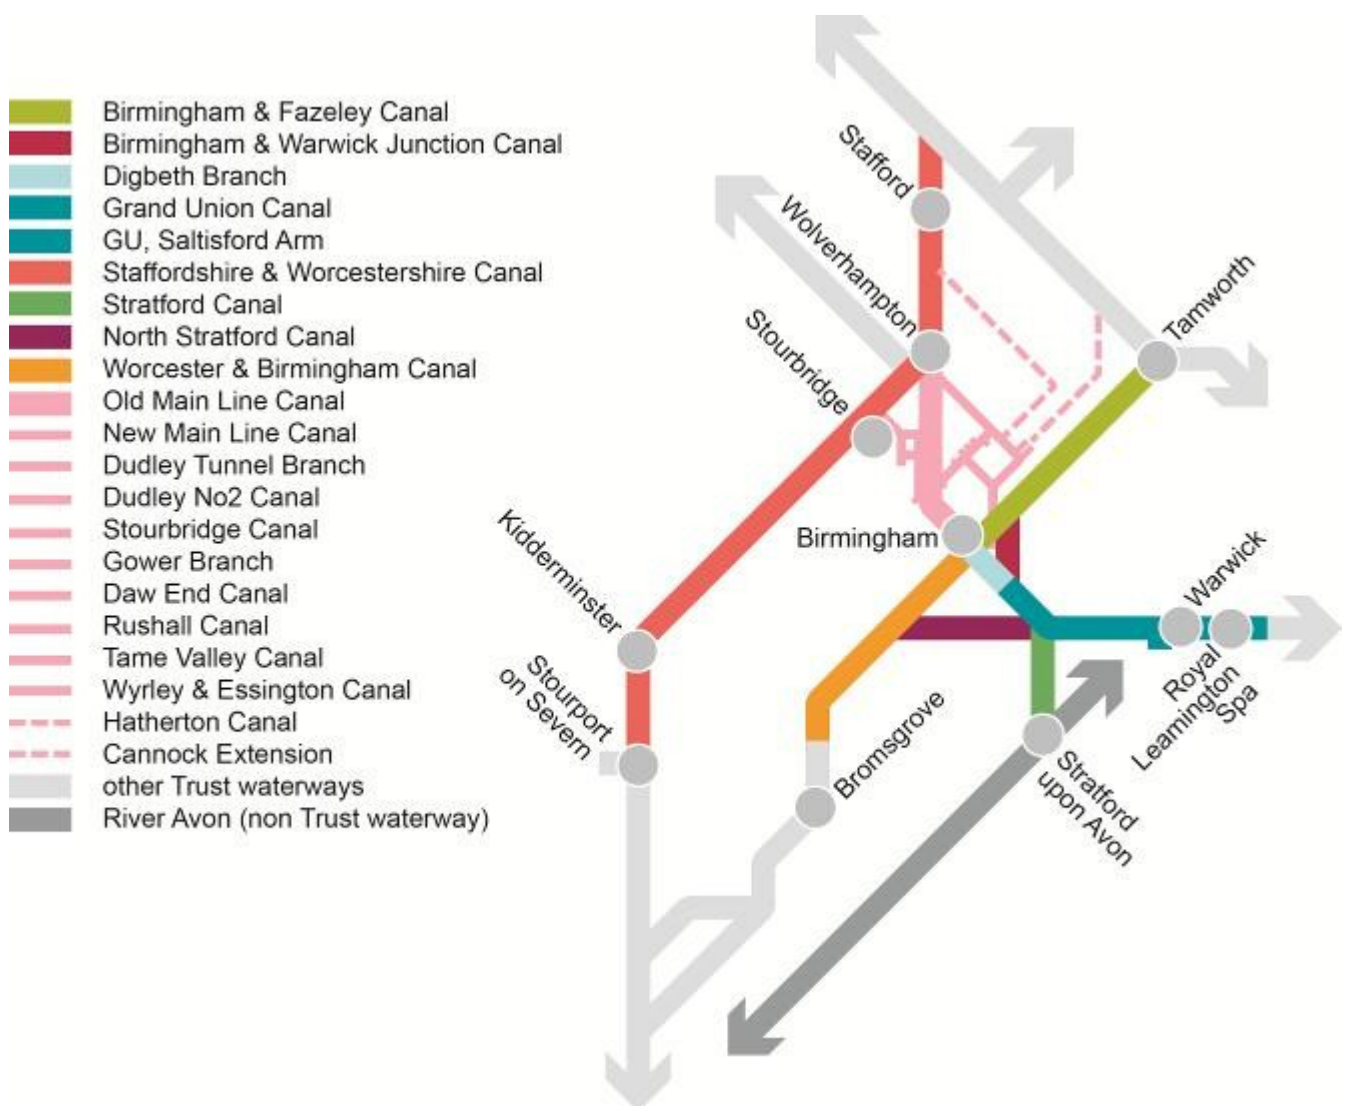 Birmingham & Fazeley Canal
Birmingham & Warwick Junction Canal
Digbeth Branch
Grand Union Canal
GU, Saltisford Arm
Staffordshire & Worcestershire Canal
Stratford Canal
North Stratford Canal
Worcester & Birmingham Canal
Old Main Line Canal
New Main Line Canal
Dudley Tunnel Branch
Dudley No2 Canal
Stourbridge Canal
Gower Branch
Daw End Canal
Rushall Canal
Tame Valley Canal
Wyrley & Essington Canal
Hatherton Canal
Cannock Extension
other Trust waterways
River Avon (non Trust waterway)
Stafford
Wolverhampton
Stourbridge
Tamworth
Birmingham
Kidderminster
Stourport
on Severn
Warwick
Royal
Leamington
Spa
Bromsgrove
Stratford
upon Avon